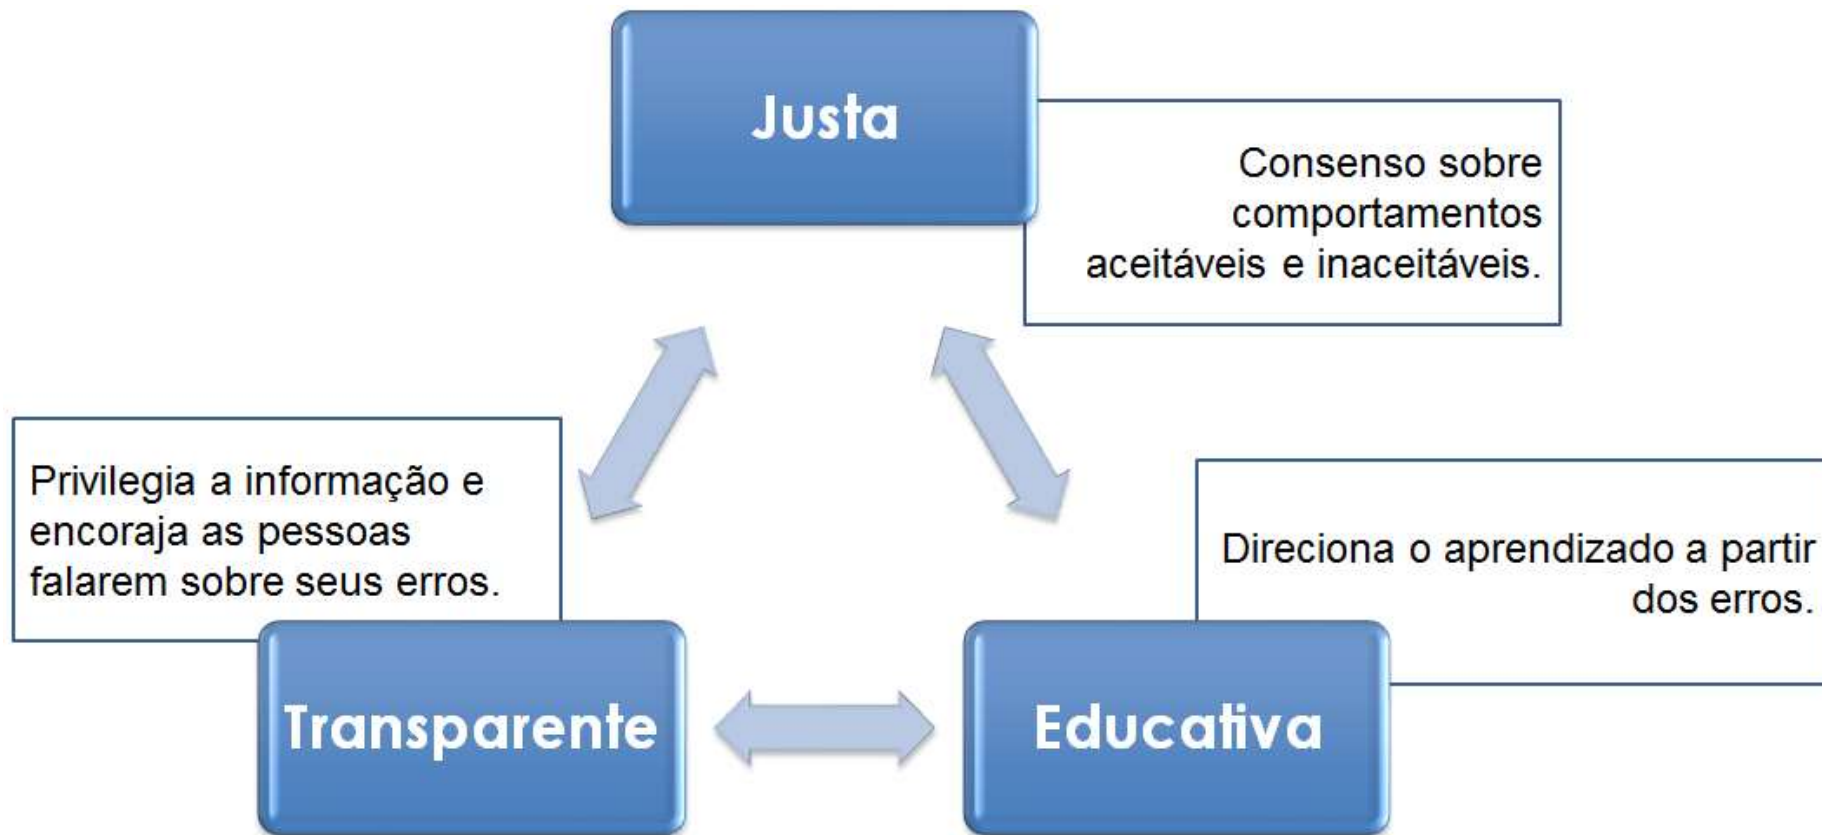 Justa
Consenso sobre
comportamentos
aceitáveis e inaceitáveis.
Privilegia a informação e
encoraja as pessoas
falarem sobre seus erros.
Direciona o aprendizado a partir
dos erros.
Transparente
Educativa